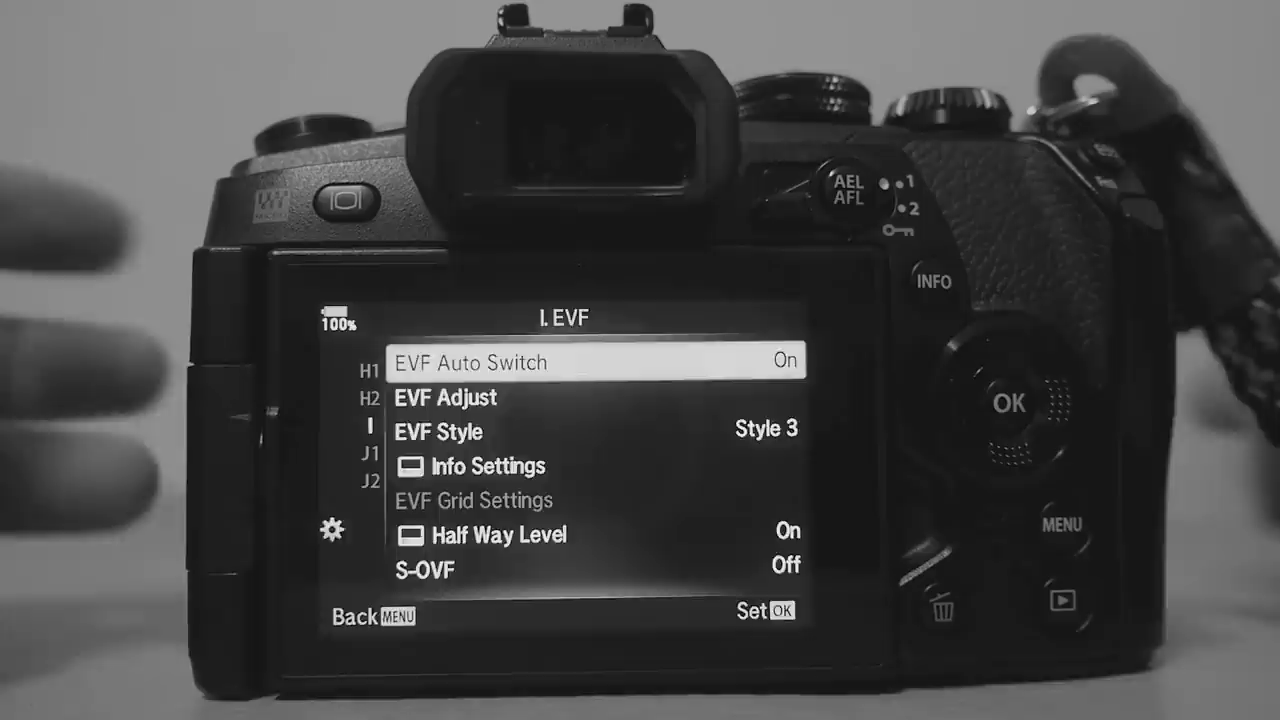 AEL
AFL
1
2
INFO
100%
I. EVF
H1
EVF Auto Switch On
H2
EVF Adjust
I
EVF Style Style 3
J1
Info Settings
J2
EVF Grid Settings
Half Way Level On
S-OVF Off
Back MENU
Set OK
OK
MENU